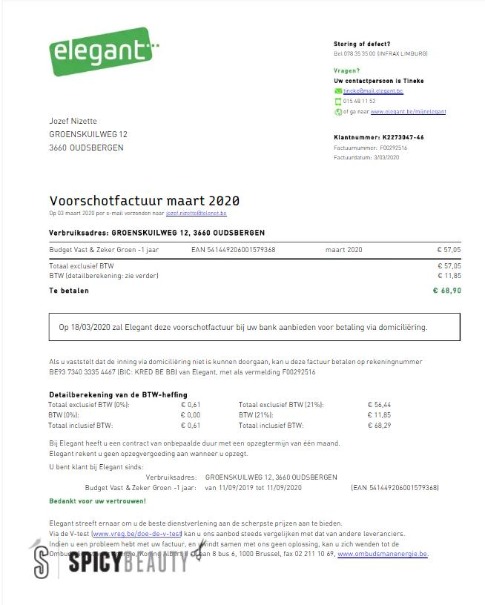 elegant
Storing of defect?
Bel 078 35 35 00 (INFRAX LIMBURG)
Vragen?
Uw contactpersoon is Tineke
tineke@mail.elegant.be
015 48 11 52
of ga naar www.elegant.be/mijnelegant
Jozef Nizette
GROENSKUILWEG 12
3660 OUDSBERGEN
Klantnummer: K2273047-46
Factuurnummer: F00292516
Factuurdatum: 3/03/2020
Voorschotfactuur maart 2020
Op 03 maart 2020 per e-mail verzonden naar
Verbruiksadres: GROENSKUILWEG 12, 3660 OUDSBERGEN
Budget Vast & Zeker Groen -1 jaar EAN 541449206001579368 maart 2020 € 57,05
Totaal exclusief BTW € 57,05
BTW (detailberekening: zie verder) € 11,85
Te betalen € 68,90
Op 18/03/2020 zal Elegant deze voorschotfactuur bij uw bank aanbieden voor betaling via domiciliëring.
Als u vaststelt dat de inning via domiciliëring niet is kunnen doorgaan, kan u deze factuur betalen op rekeningnummer
BE93 7340 3335 4467 (BIC: KRED BE BB) van Elegant, met als vermelding F00292516
Detailberekening van de BTW-heffing
Totaal exclusief BTW (0%): € 0,61 Totaal exclusief BTW (21%): € 56,44
BTW (0%): € 0,00 BTW (21%): € 11,85
Totaal inclusief BTW: € 0,61 Totaal inclusief BTW: € 68,29
Bij Elegant heeft u een contract van onbepaalde duur met een opzegtermijn van één maand.
Elegant rekent u geen opzegvergoeding aan wanneer u opzegt.
U bent klant bij Elegant sinds:
Verbruiksadres: GROENSKUILWEG 12, 3660 OUDSBERGEN
Budget Vast & Zeker Groen -1 jaar: van 11/09/2019 tot 11/09/2020 (EAN 541449206001579368)
Bedankt voor uw vertrouwen!
Elegant streeft ernaar om u de beste dienstverlening aan de scherpste prijzen aan te bieden.
Via de V-test (www.vreg.be/doe-de-v-test) kan u ons aanbod steeds vergelijken met dat van andere leveranciers.
Indien u een probleem hebt met uw factuur, en u vindt samen met ons geen oplossing, kan u zich wenden tot de
8 bus 6, 1000 Brussel, fax 02 211 10 69, www.ombudsmanenergie.be.
SPICYBEAUTY